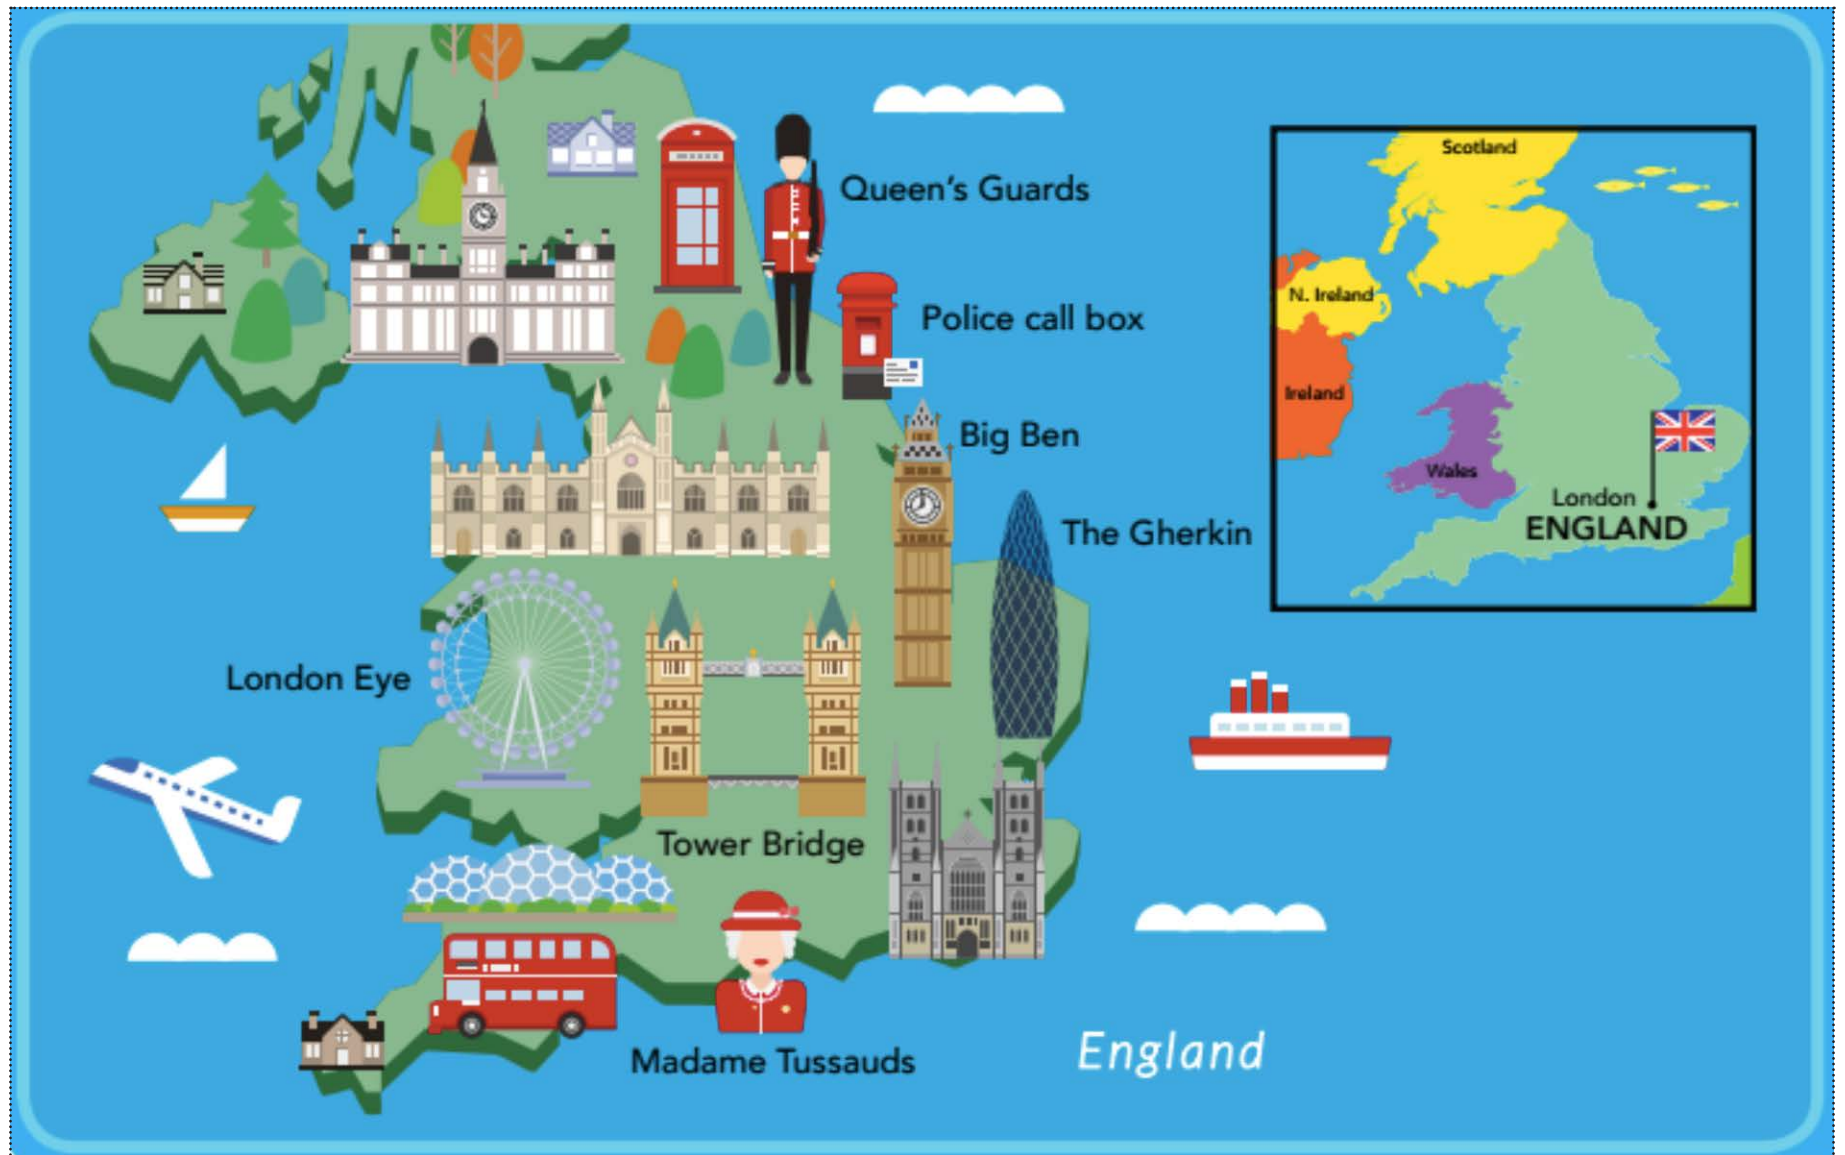 Queen's Guards
Police call box
Big Ben
The Gherkin
London Eye
Tower Bridge
Madame Tussauds
England
Scotland
N. Ireland
Ireland
Wales
London
ENGLAND